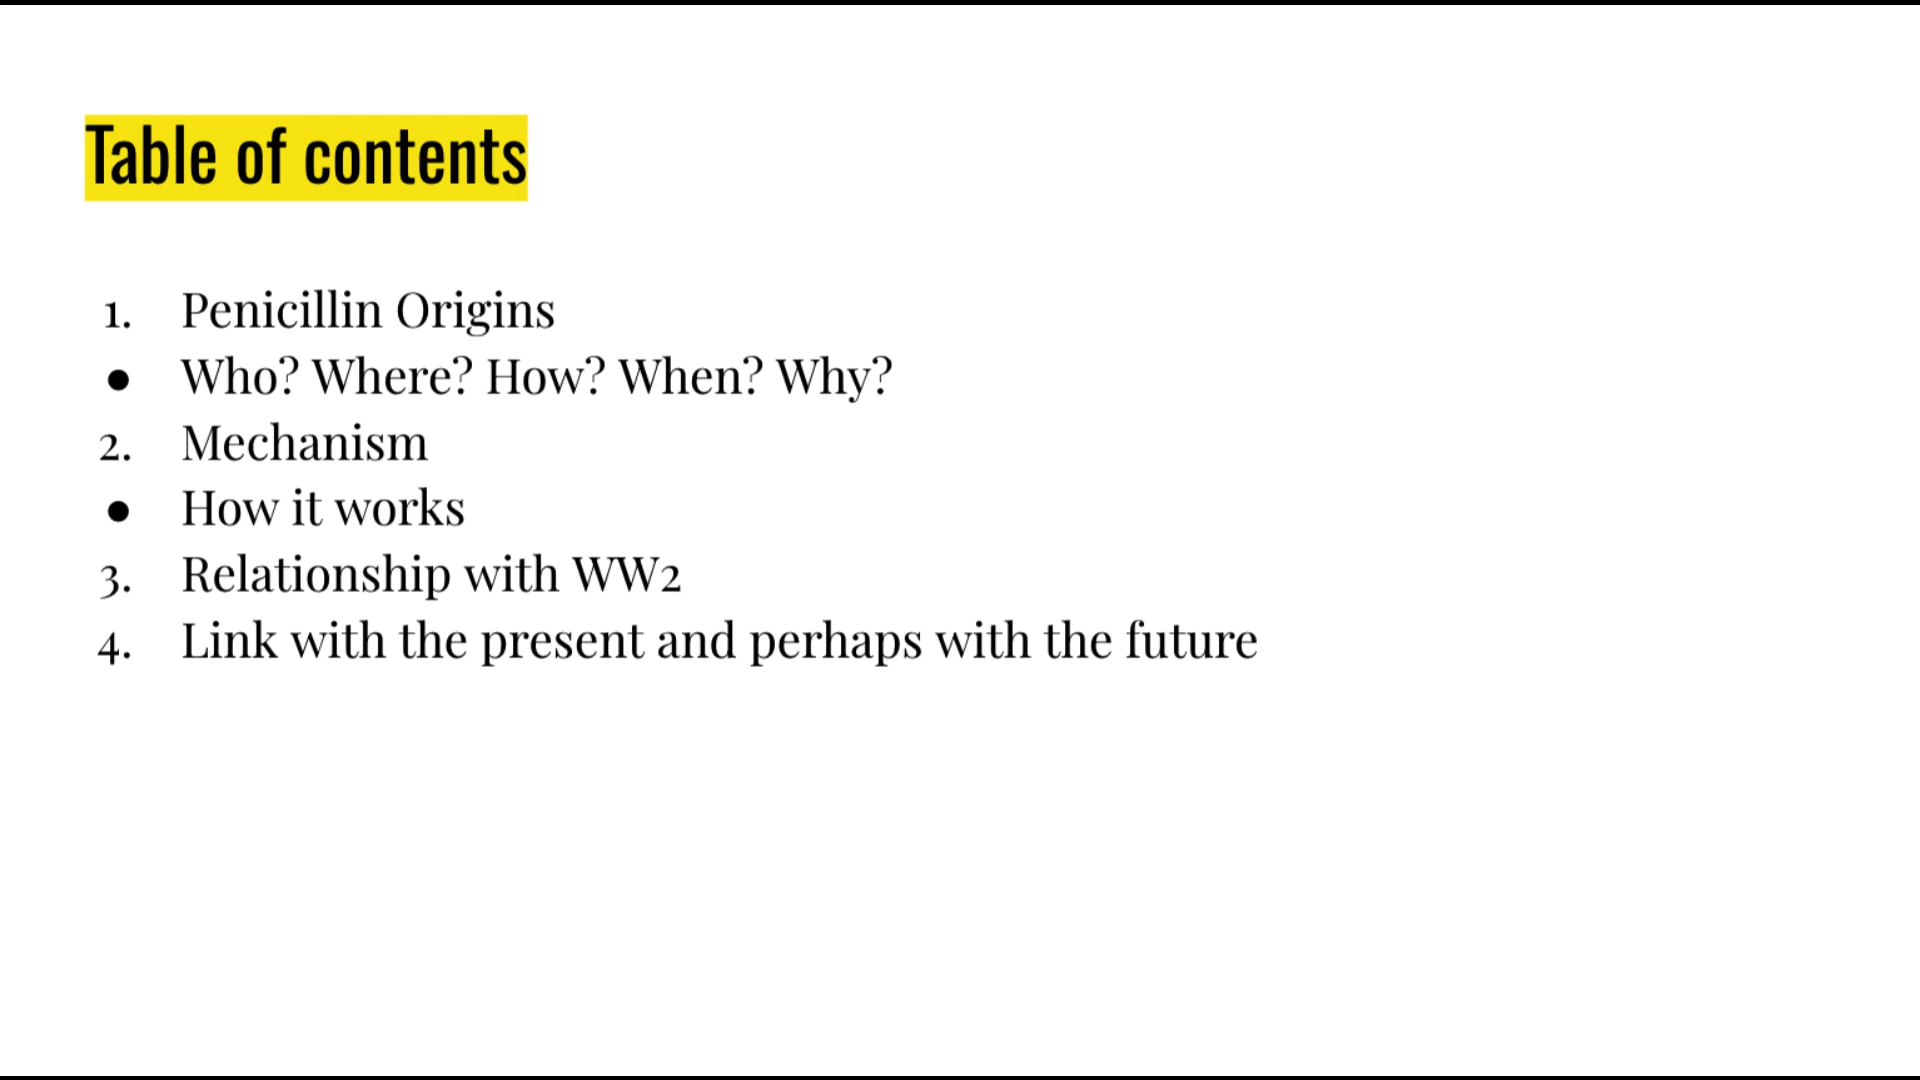 Table of contents
1. Penicillin Origins
● Who? Where? How? When? Why?
2. Mechanism
● How it works
3. Relationship with WW2
4. Link with the present and perhaps with the future